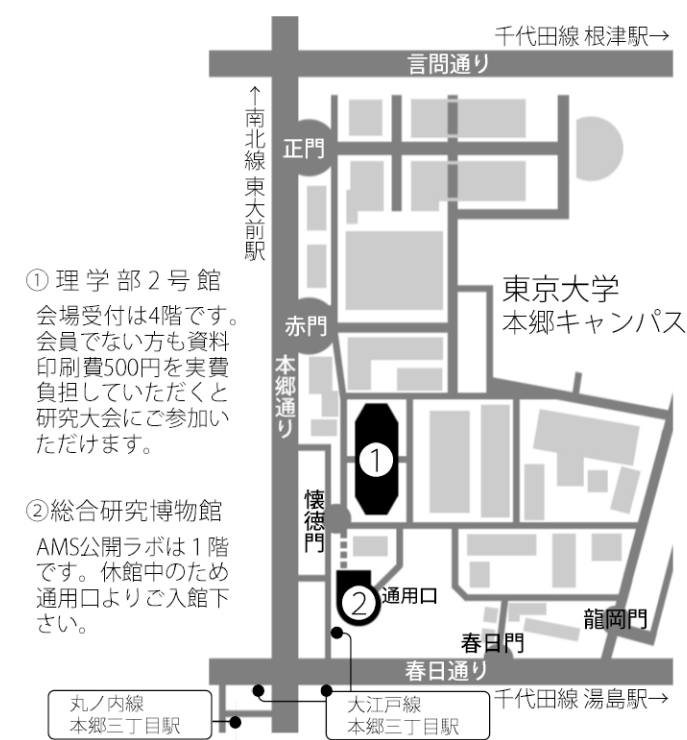 千代田線 根津駅→
言問通り
←南北線 東大前駅
正門
① 理学部2号館
会場受付は4階です。
会員でない方も資料
印刷費500円を実費
負担していただくと
研究大会にご参加い
ただけます。
東京大学
本郷キャンパス
赤門
本郷通り
①
②総合研究博物館
AMS公開ラボは1階
です。休館中のため
通用口よりご入館下
さい。
懐徳門
②
通用口
龍岡門
春日門
春日通り
丸ノ内線
本郷三丁目駅
大江戸線
本郷三丁目駅
千代田線 湯島駅→